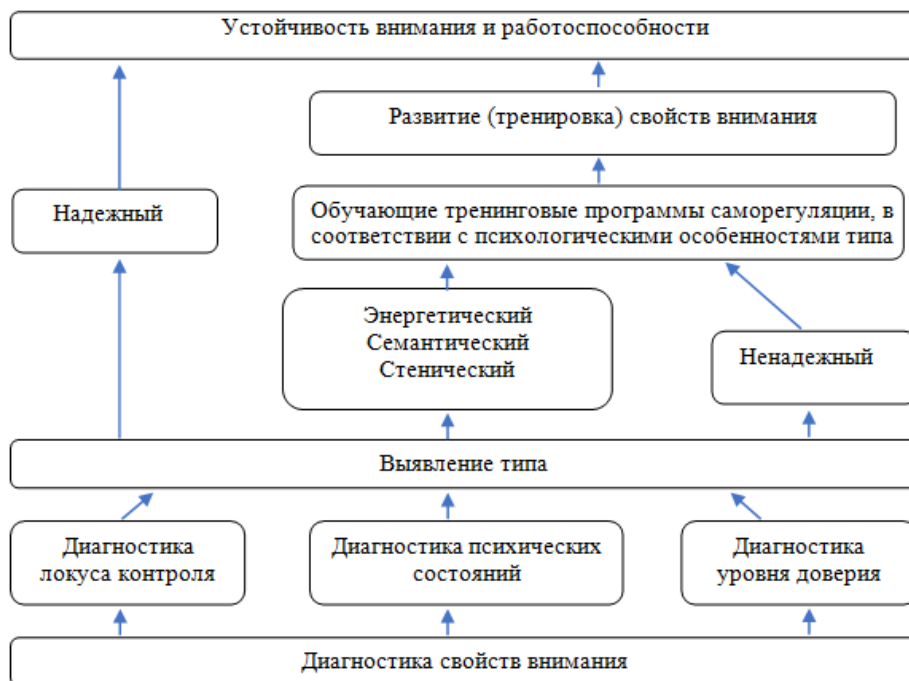 Устойчивость внимания и работоспособности
Развитие (тренировка) свойств внимания
Надежный
Обучающие тренинговые программы саморегуляции, в
соответствии с психологическими особенностями типа
Энергетический
Семантический
Стенический
Ненадежный
Выявление типа
Диагностика
локуса контроля
Диагностика психических
состояний
Диагностика
уровня доверия
Диагностика свойств внимания